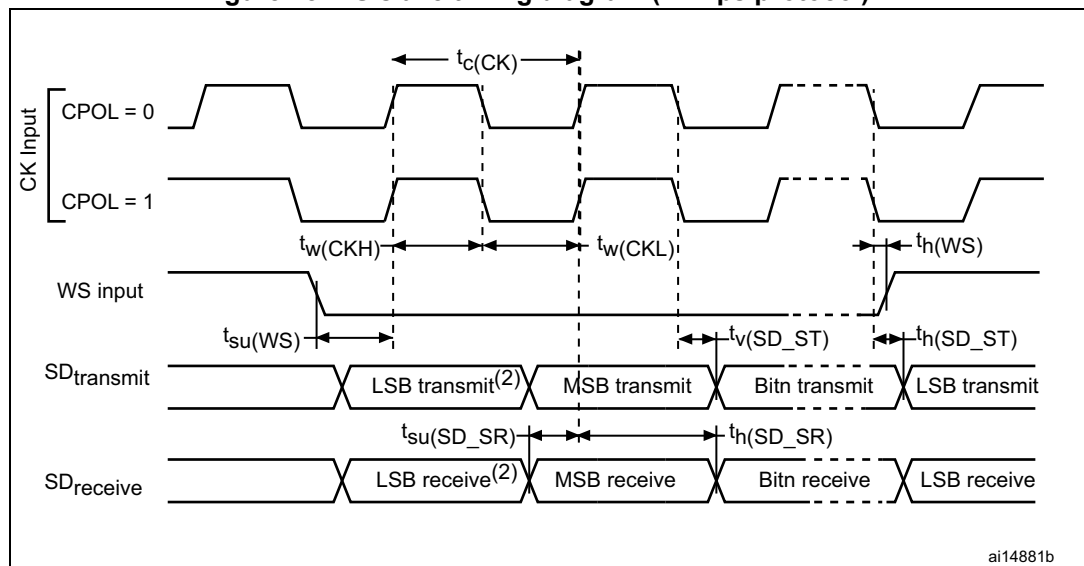 tc(CK)
CK Input
CPOL = 0
CPOL = 1
tw(CKH)
tw(CKL)
th(WS)
WS input
tsu(WS)
tv(SD_ST)
th(SD_ST)
SDtransmit
LSB transmit(2)
MSB transmit
Bitn transmit
LSB transmit
tsu(SD_SR)
th(SD_SR)
SDreceive
LSB receive(2)
MSB receive
Bitn receive
LSB receive
ai14881b